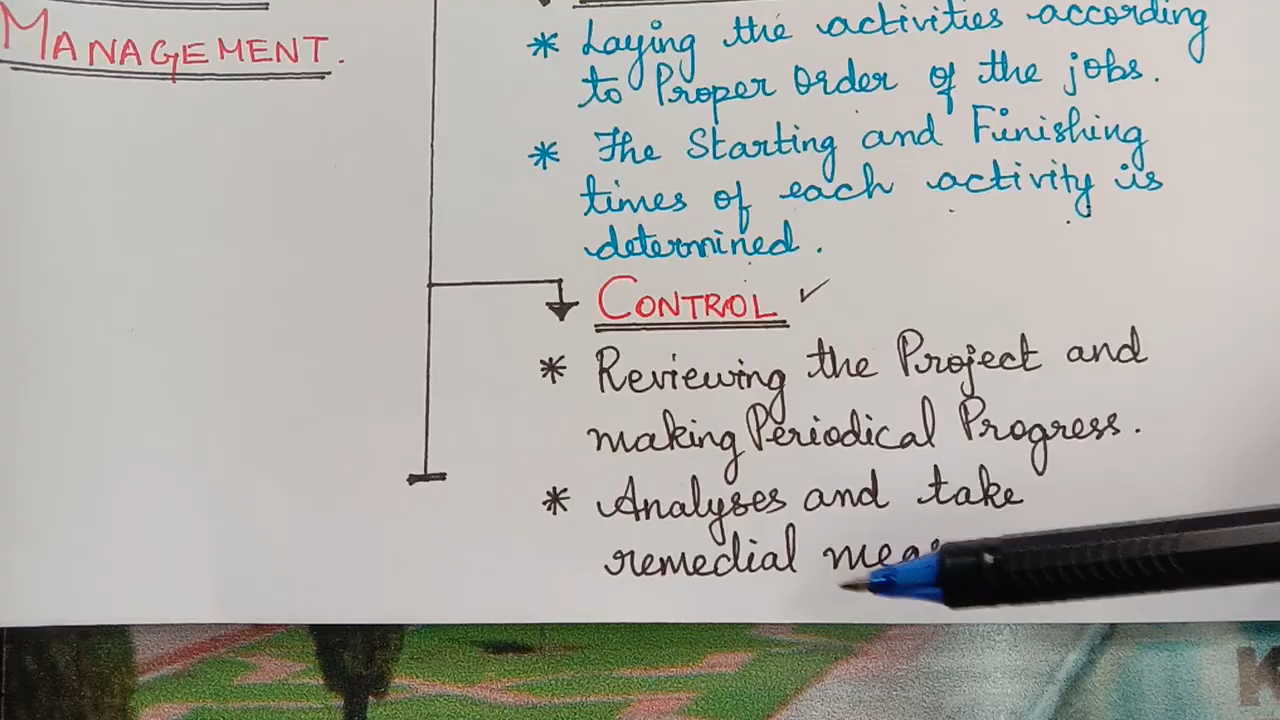 MANAGEMENT.
* Laying the activities according
to Proper Order of the jobs.
* The Starting and Finishing
times of each activity is
determined.
CONTROL ✓
* Reviewing the Project and
making Periodical Progress.
* Analyses and take
remedial